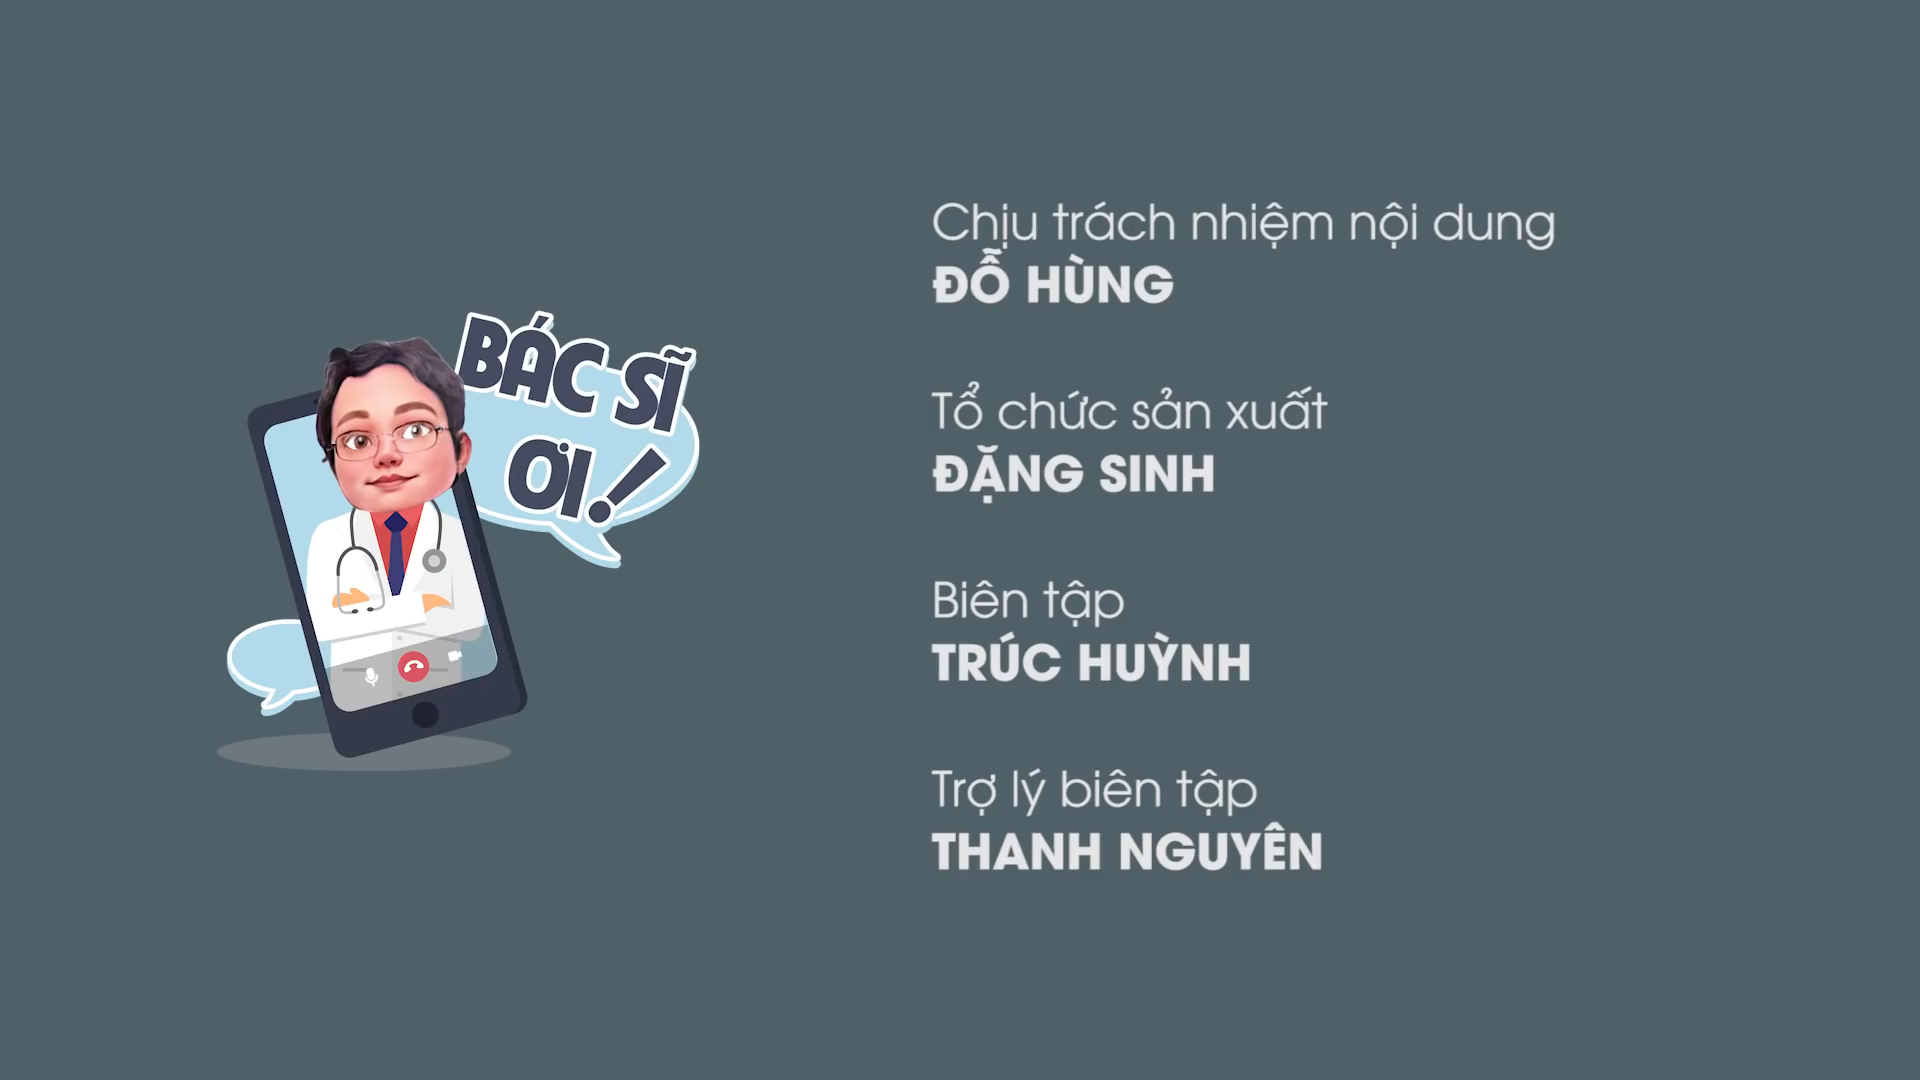 BÁC SĨ
ƠI!
Chịu trách nhiệm nội dung
ĐỖ HÙNG
Tổ chức sản xuất
ĐẶNG SINH
Biên tập
TRÚC HUỲNH
Trợ lý biên tập
THANH NGUYÊN